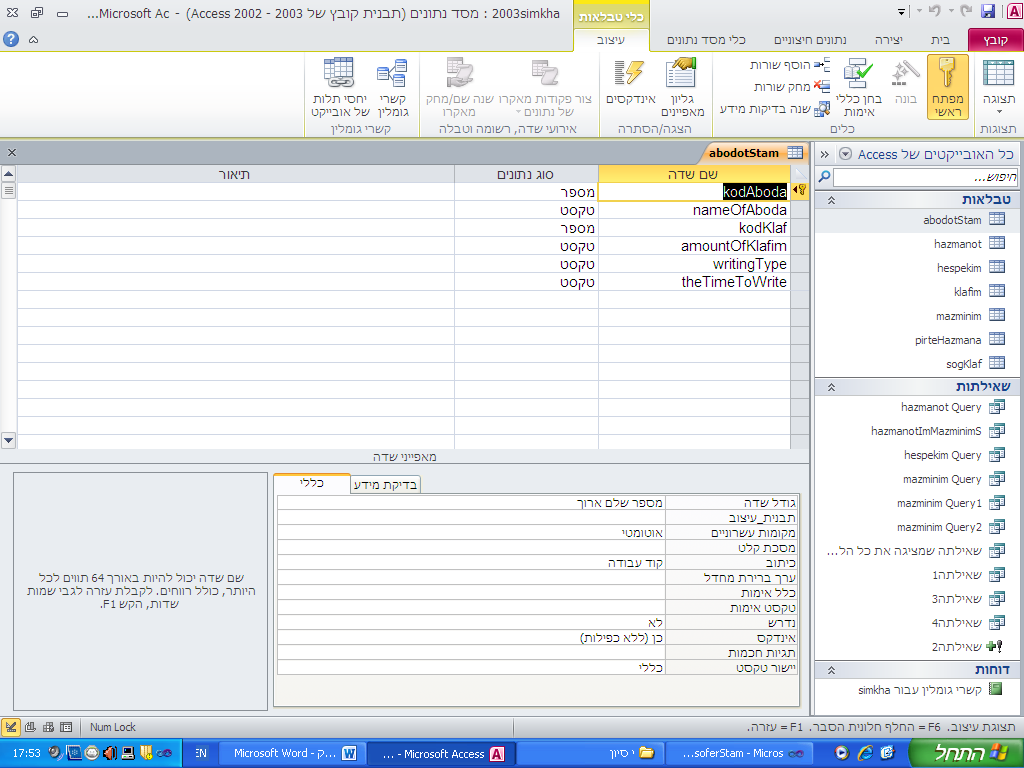 2003simkha : מסד נתונים (תבנית קובץ של Access 2002 - 2003) - Microsoft Ac...
כלי טבלאות
קובץ
בית
יצירה
נתונים חיצוניים
כלי מסד נתונים
עיצוב
תצוגה
מפתח ראשי
בונה
בחן כללי אימות
הוסף שורות
מחק שורות
שנה בדיקות מידע
גליון מאפיינים
אינדקסים
צור פקודות מאקרו של נתונים
שנה שם/מחק מאקרו
קשרי גומלין
יחסי תלות של אובייקט
תצוגות
כלים
הצגה/הסתרה
אירועי שדה, רשומה וטבלה
קשרי גומלין
כל האובייקטים של Access
חיפוש...
טבלאות
abodotStam
hazmanot
hespekim
klafim
mazminim
pirteHazmana
sogKlaf
שאילתות
hazmanot Query
hazmanotImMazminimS
hespekim Query
mazminim Query
mazminim Query1
mazminim Query2
שאילתה שמציגה את כל הל...
שאילתה1
שאילתה3
שאילתה4
שאילתה2
דוחות
קשרי גומלין עבור simkha
abodotStam
שם שדה סוג נתונים תיאור
kodAboda מספר
nameOfAboda טקסט
kodKlaf מספר
amountOfKlafim טקסט
writingType טקסט
theTimeToWrite טקסט
מאפייני שדה
כללי בדיקת מידע
גודל שדה מספר שלם ארוך
תבנית_עיצוב
מקומות עשרוניים אוטומטי
מסכת קלט
כיתוב קוד עבודה
ערך ברירת מחדל
כלל אימות
טקסט אימות
נדרש לא
אינדקס כן (ללא כפילות)
תגיות חכמות
יישור טקסט כללי
שם שדה יכול להיות באורך 64 תווים לכל
היותר, כולל רווחים. לקבלת עזרה לגבי שמות
שדות, הקש F1.
תצוגת עיצוב. F6 = החלף חלונית הסבר. F1 = עזרה.
Num Lock
התחל
soferStam - Micros...
י סיון
Microsoft Access - ...
ק... - Microsoft Word
EN
17:53